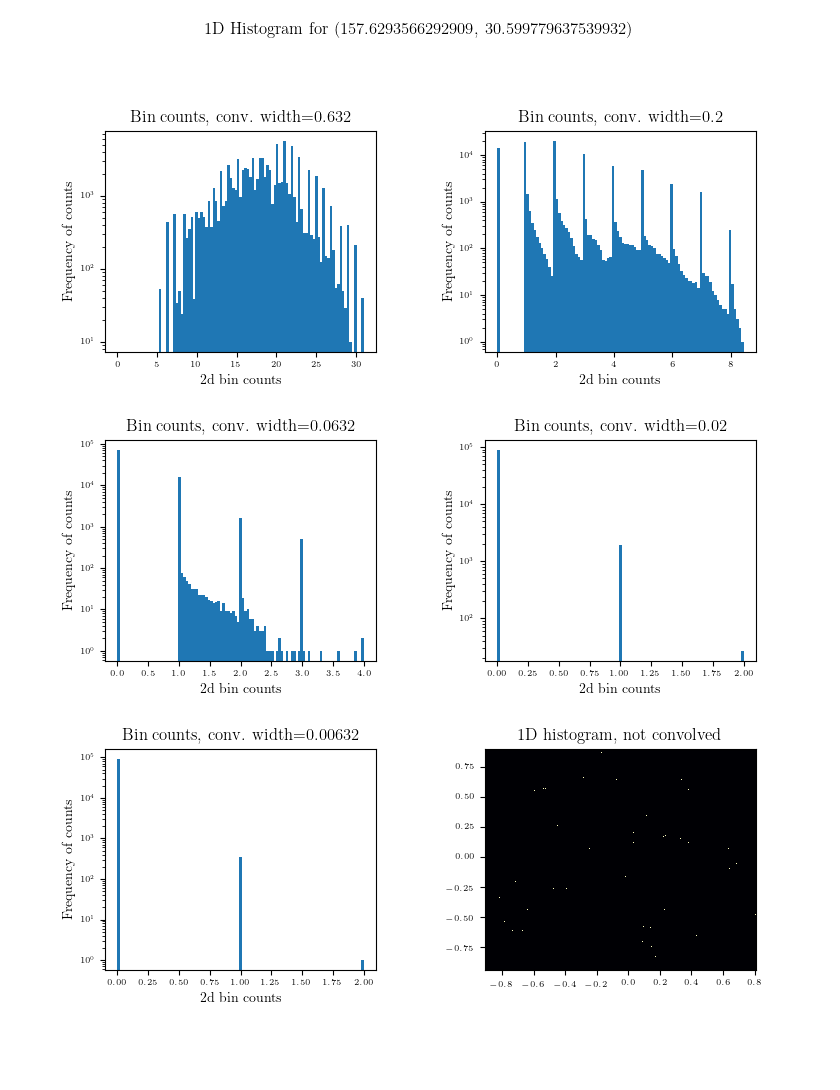 1D Histogram for (157.6293566292909, 30.599779637539932)
Bin counts, conv. width=0.632
Frequency of counts
10³
10²
10¹
0 5 10 15 20 25 30
2d bin counts
Bin counts, conv. width=0.2
Frequency of counts
10⁴
10³
10²
10¹
10⁰
0 2 4 6 8
2d bin counts
Bin counts, conv. width=0.0632
Frequency of counts
10⁵
10⁴
10³
10²
10¹
10⁰
0.0 0.5 1.0 1.5 2.0 2.5 3.0 3.5 4.0
2d bin counts
Bin counts, conv. width=0.02
Frequency of counts
10⁵
10⁴
10³
10²
0.00 0.25 0.50 0.75 1.00 1.25 1.50 1.75 2.00
2d bin counts
Bin counts, conv. width=0.00632
Frequency of counts
10⁵
10⁴
10³
10²
10¹
10⁰
0.00 0.25 0.50 0.75 1.00 1.25 1.50 1.75 2.00
2d bin counts
1D histogram, not convolved
0.75
0.50
0.25
0.00
−0.25
−0.50
−0.75
−0.8 −0.6 −0.4 −0.2 0.0 0.2 0.4 0.6 0.8